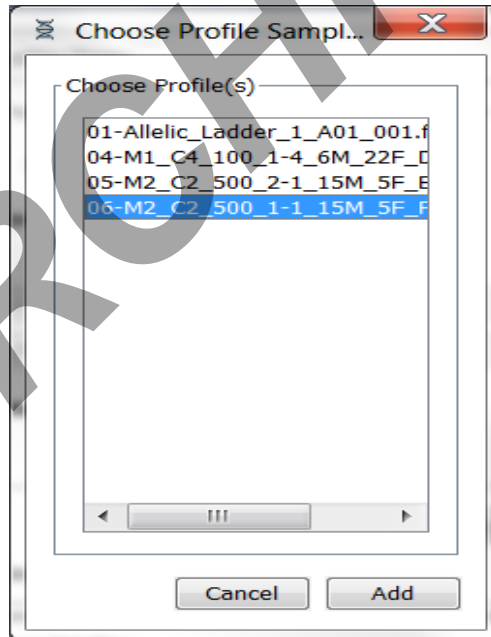 Choose Profile Sampl...
Choose Profile(s)
01-Allelic_Ladder_1_A01_001.f
04-M1_C4_100_1-4_6M_22F_D
05-M2_C2_500_2-1_15M_5F_E
06-M2_C2_500_1-1_15M_5F_F
Cancel Add